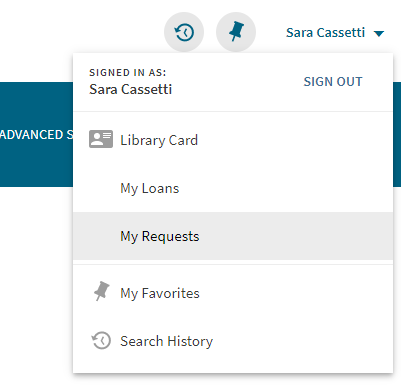 Sara Cassetti
SIGNED IN AS:
Sara Cassetti
SIGN OUT
ADVANCED S
Library Card
My Loans
My Requests
My Favorites
Search History